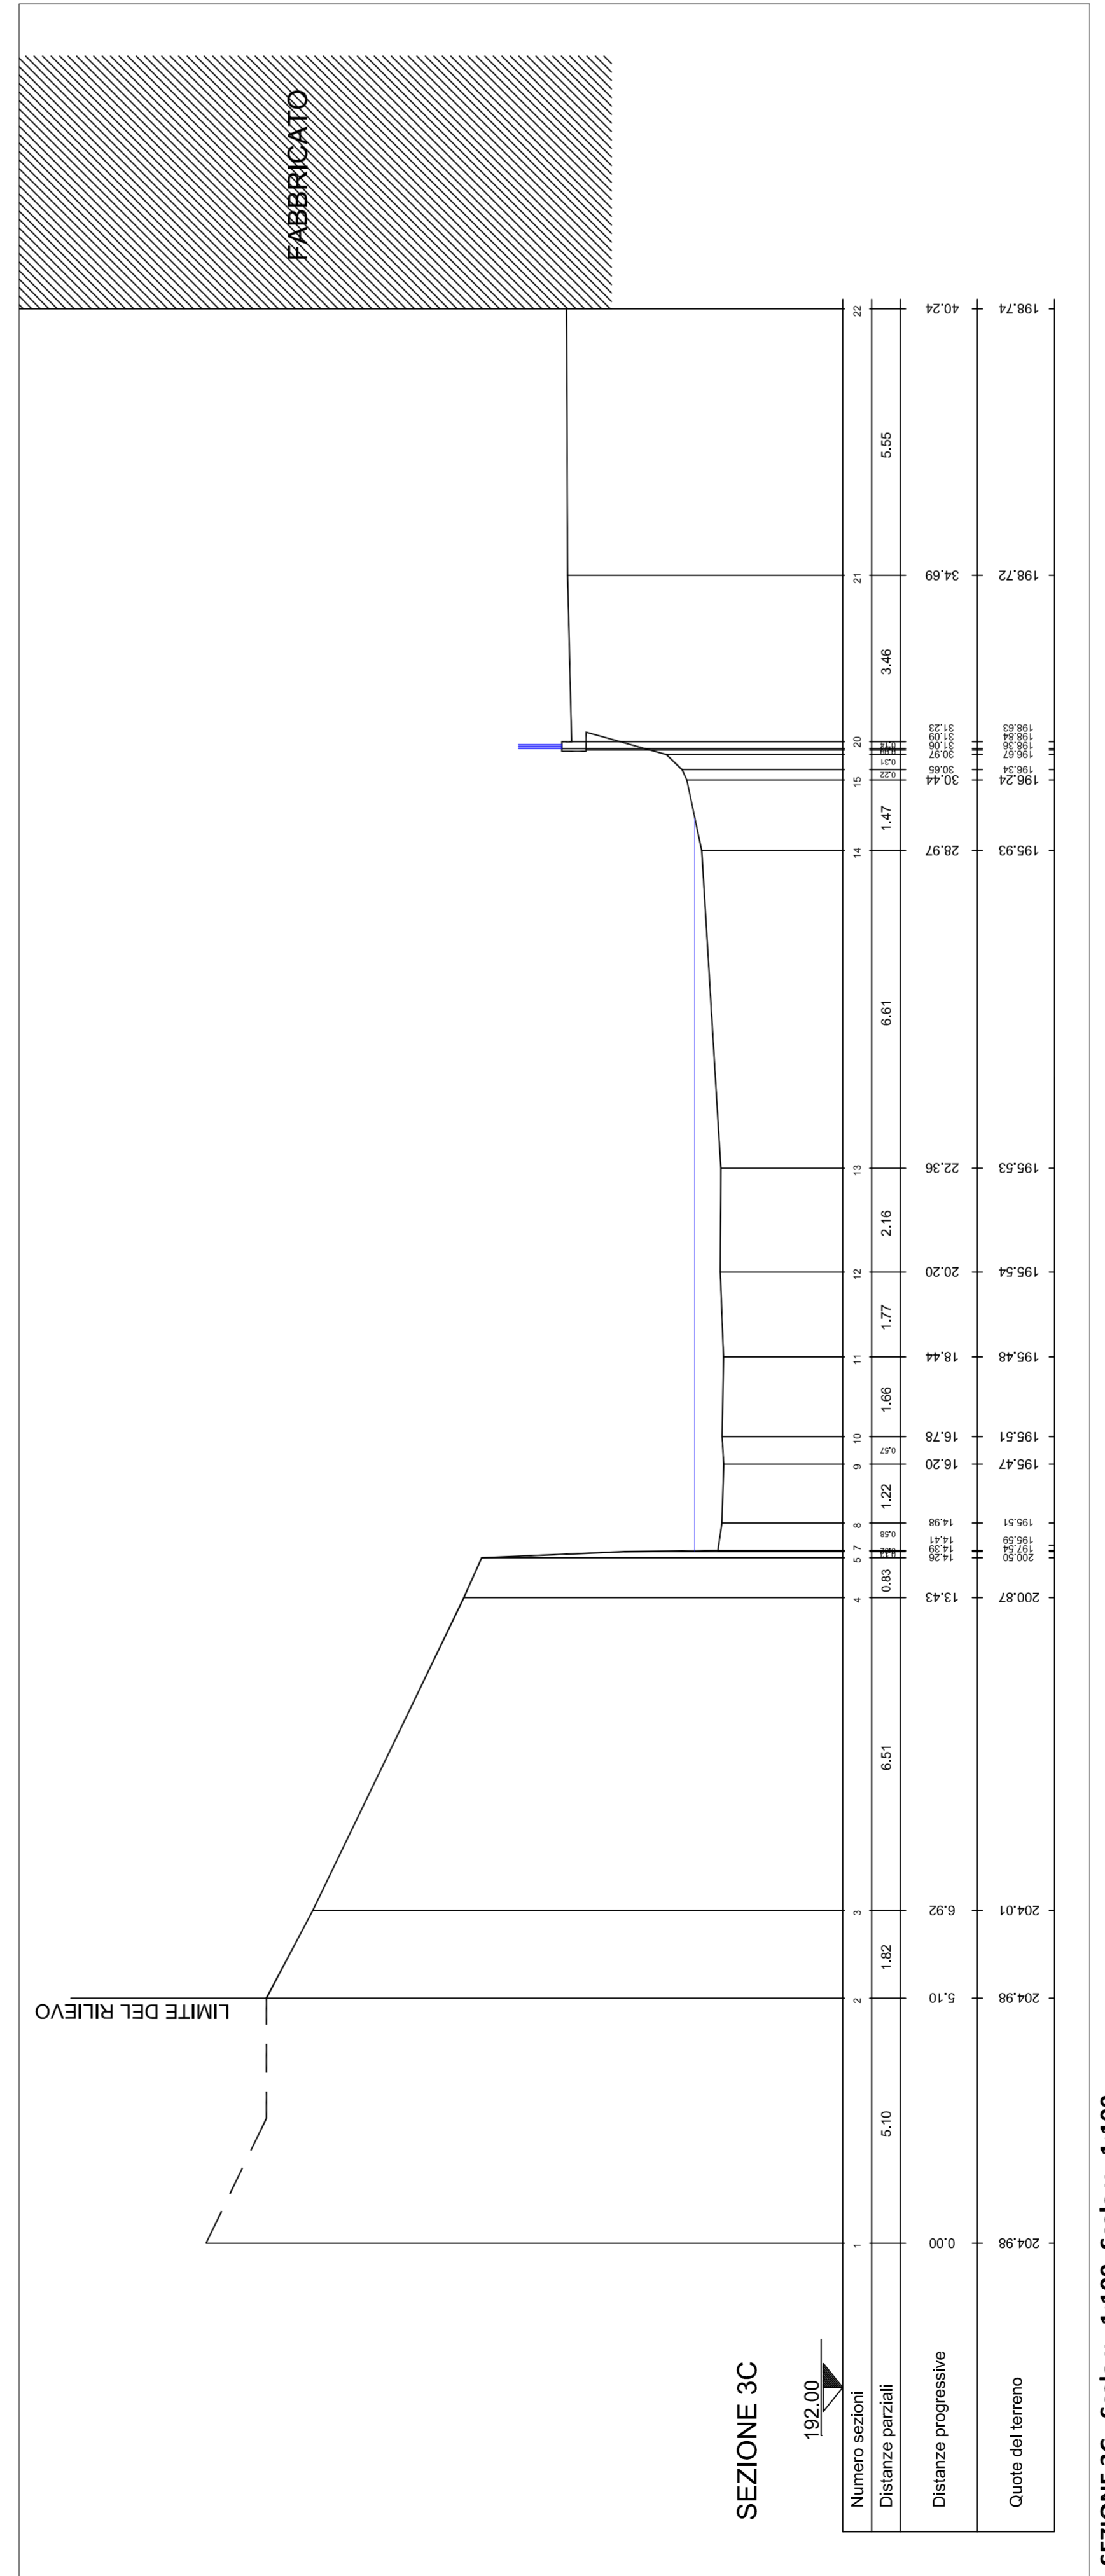 FABBRICATO
LIMITE DEL RILIEVO
SEZIONE 3C
192.00
Numero sezioni
1 2 3 4 5 7 8 9 10 11 12 13 14 15 20 21 22
Distanze parziali
5.10 1.82 6.51 0.83 0.58 1.22 0.57 1.66 1.77 2.16 6.61 1.47 0.22 0.31 3.46 5.55
Distanze progressive
0.00 5.10 6.92 13.43 14.26 14.39 14.41 14.98 16.20 16.78 18.44 20.20 22.36 28.97 30.44 30.65 30.97 31.06 31.09 31.23 34.69 40.24
Quote del terreno
204.98 204.98 204.01 200.87 200.50 197.54 195.59 195.51 195.47 195.51 195.48 195.54 195.53 195.93 196.24 196.34 196.67 198.36 198.84 198.63 198.72 198.74